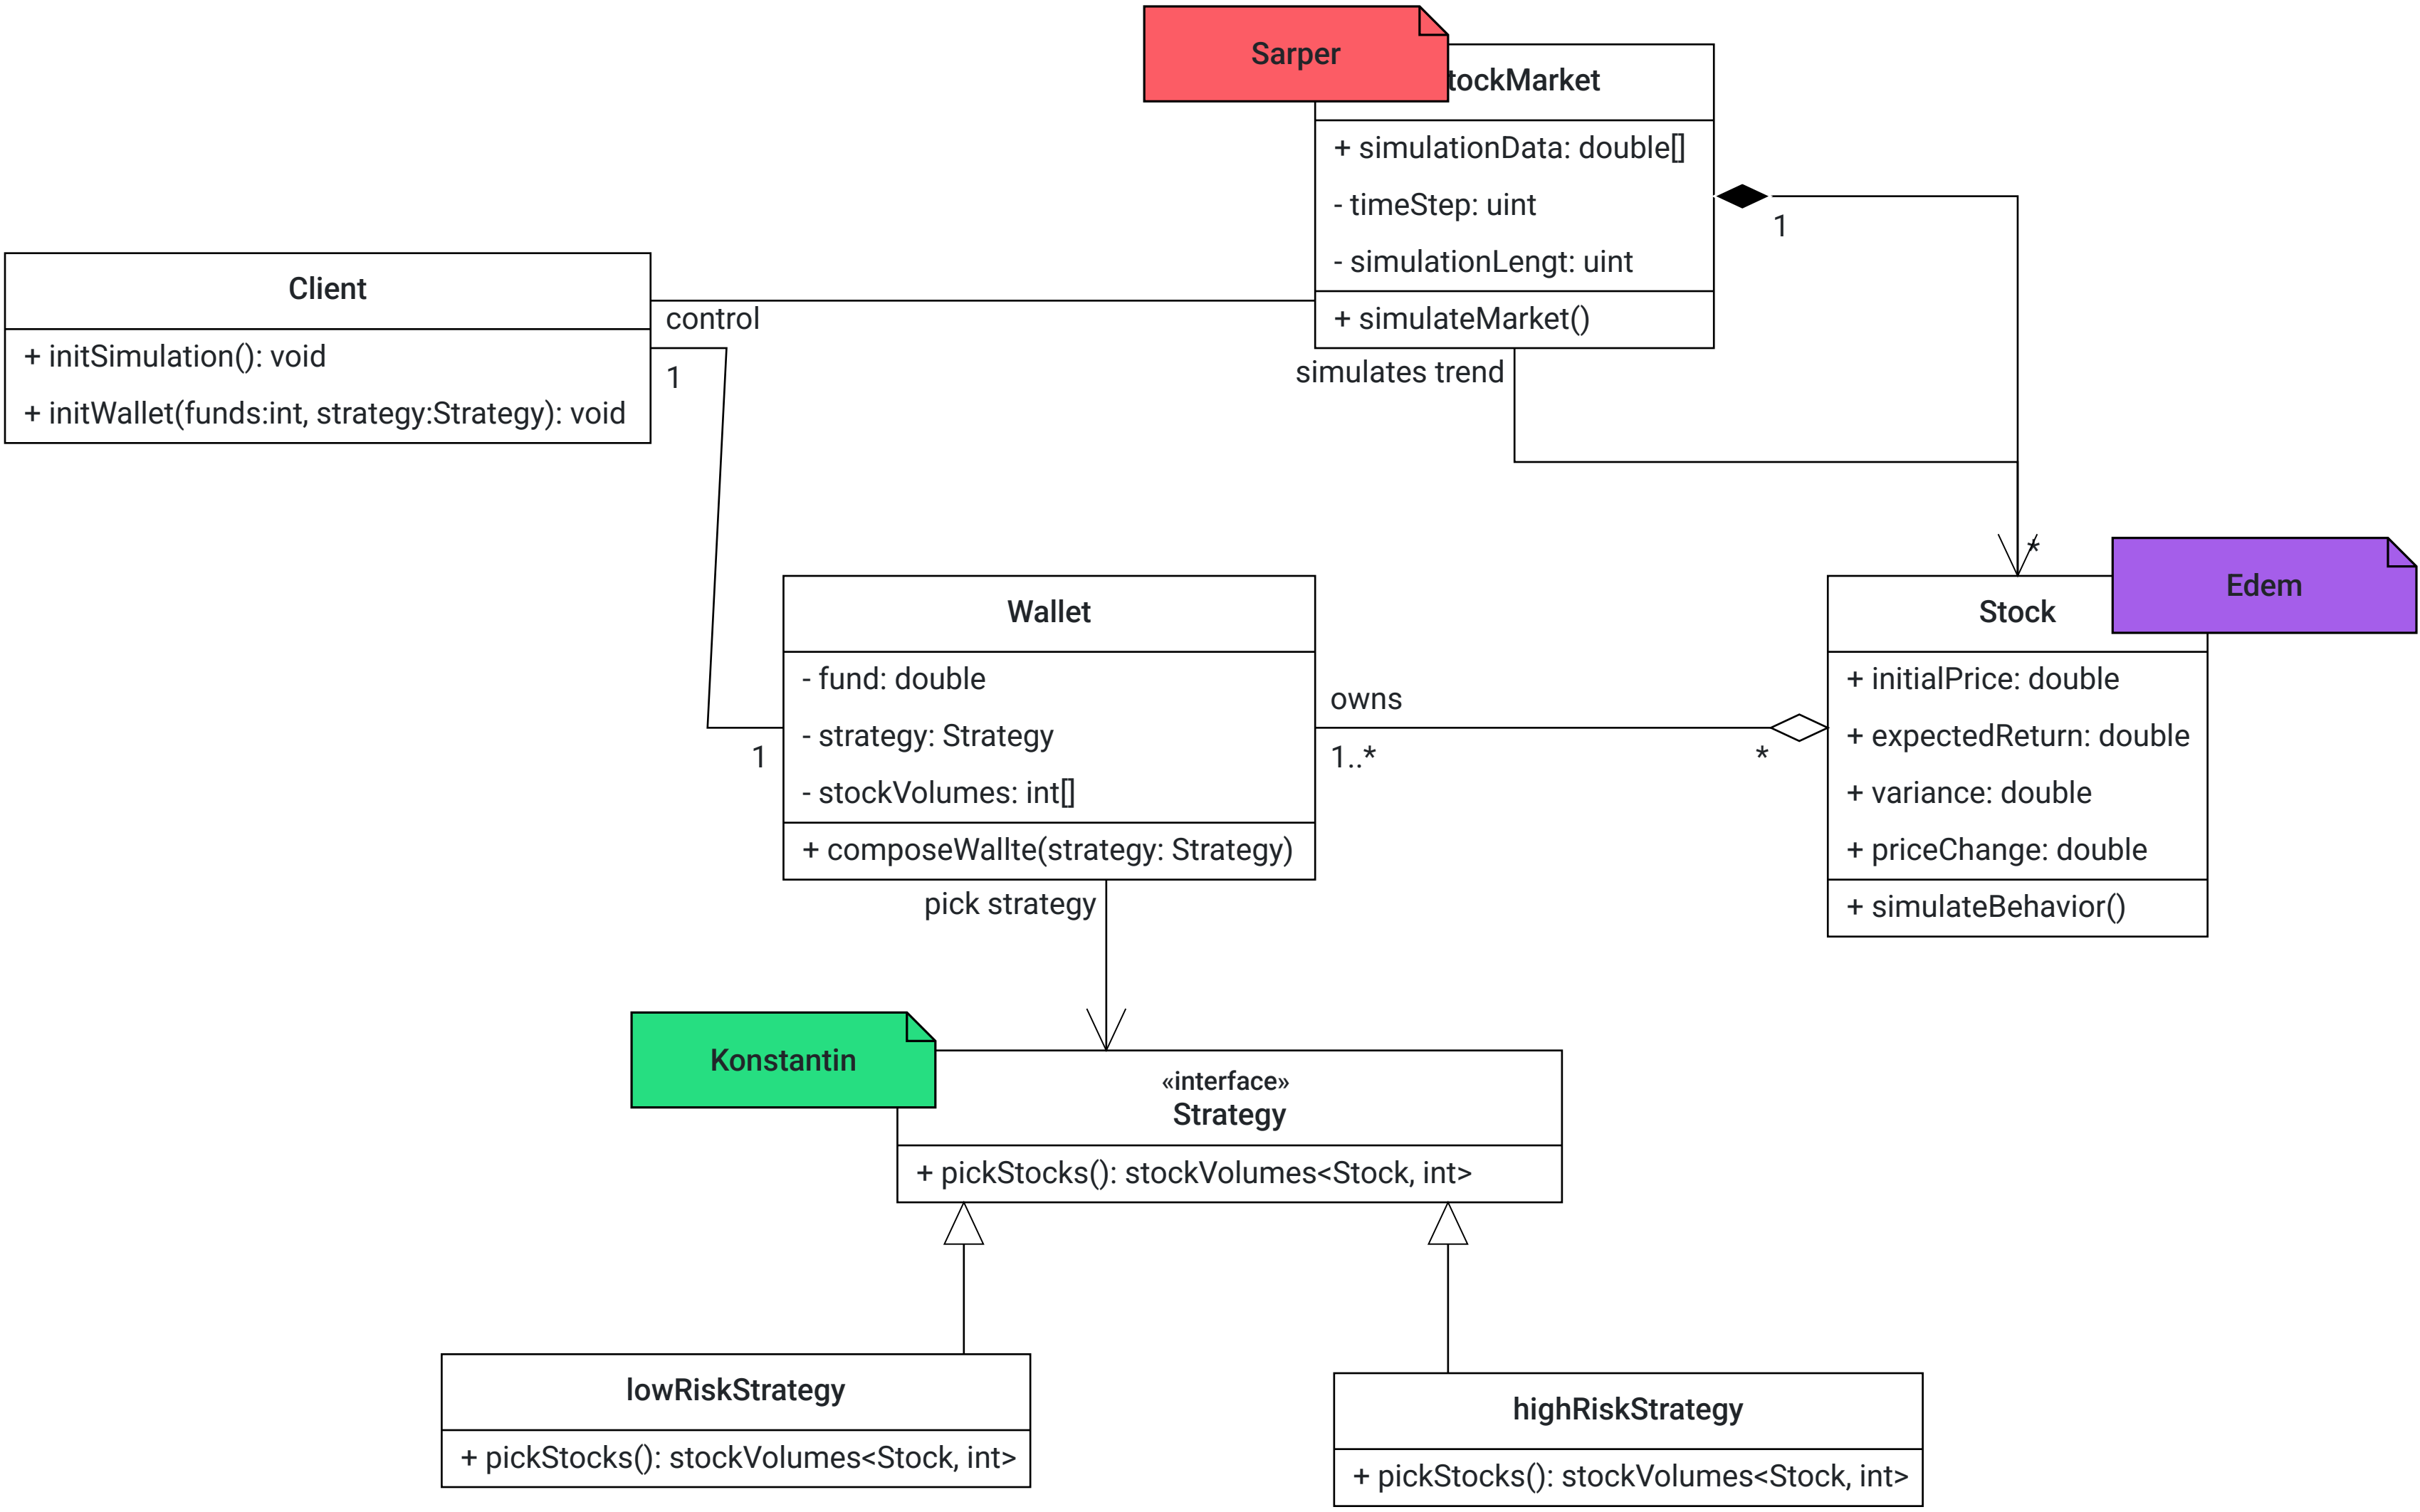 Sarper
tockMarket
+ simulationData: double[]
- timeStep: uint
- simulationLengt: uint
+ simulateMarket()
1
simulates trend
Client
+ initSimulation(): void
+ initWallet(funds:int, strategy:Strategy): void
control
1
1
Wallet
- fund: double
- strategy: Strategy
- stockVolumes: int[]
+ composeWallte(strategy: Strategy)
pick strategy
owns
1..*
*
*
Stock
Edem
+ initialPrice: double
+ expectedReturn: double
+ variance: double
+ priceChange: double
+ simulateBehavior()
Konstantin
«interface»
Strategy
+ pickStocks(): stockVolumes<Stock, int>
lowRiskStrategy
+ pickStocks(): stockVolumes<Stock, int>
highRiskStrategy
+ pickStocks(): stockVolumes<Stock, int>